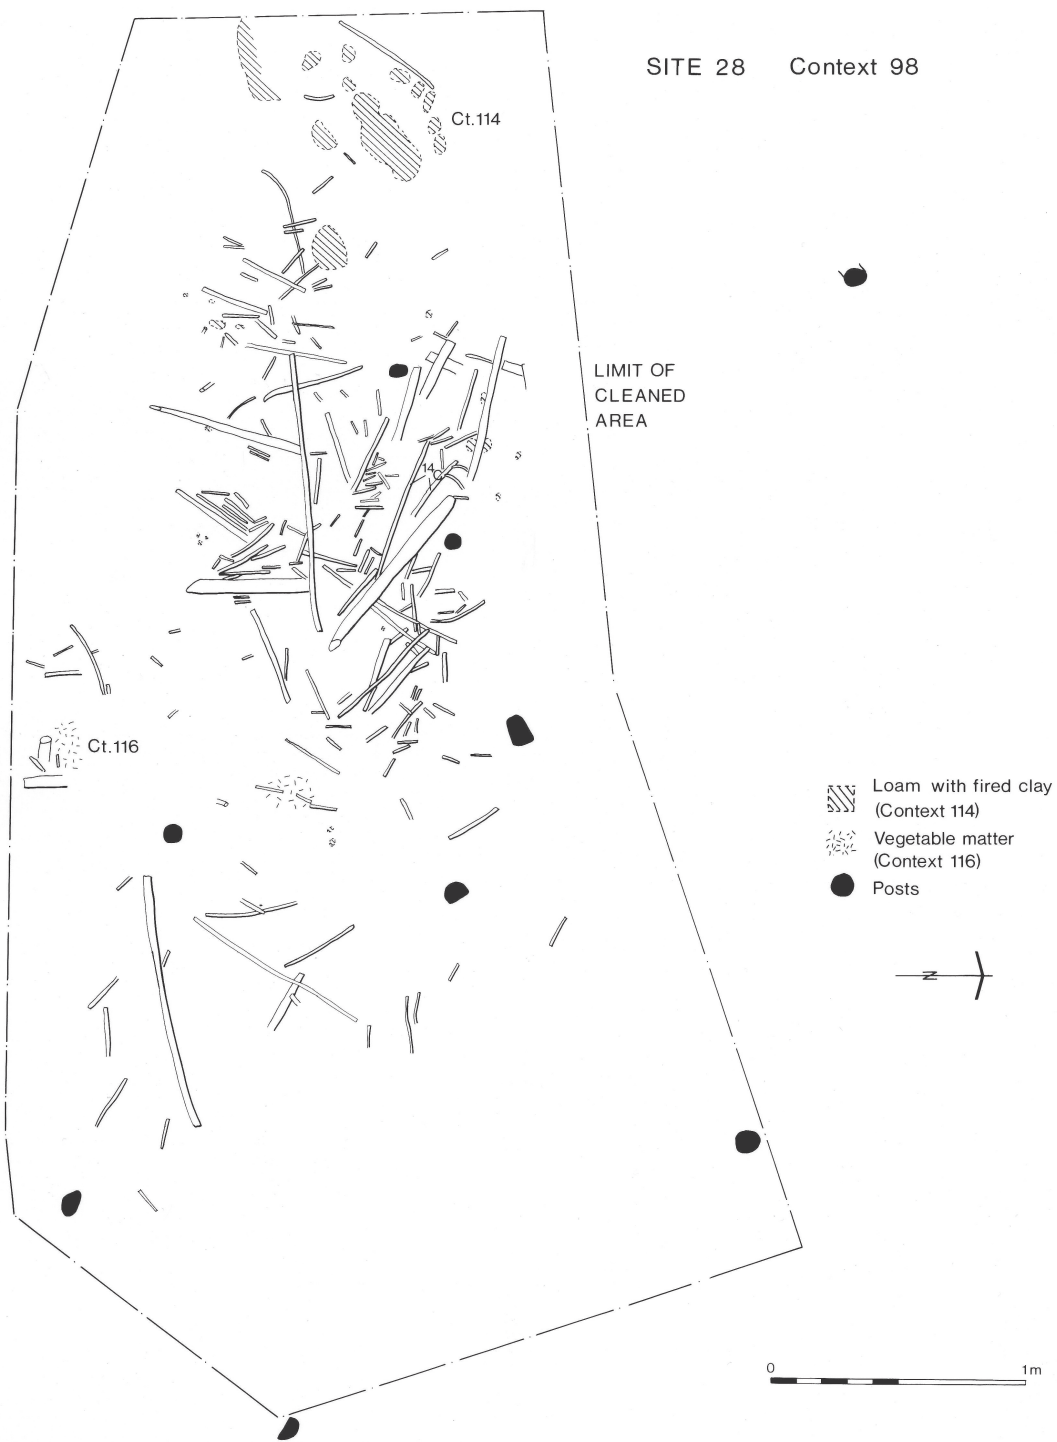 SITE 28 Context 98
Ct.114
LIMIT OF
CLEANED
AREA
14
Ct.116
Loam with fired clay
(Context 114)
Vegetable matter
(Context 116)
Posts
N
0 1m